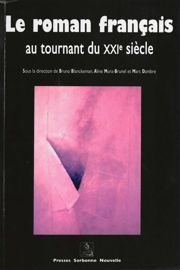 Le roman français
au tournant du XXIe siècle
Sous la direction de Bruno Blanckeman, Aline Mura-Brunel et Marc Dambre
Presses Sorbonne Nouvelle